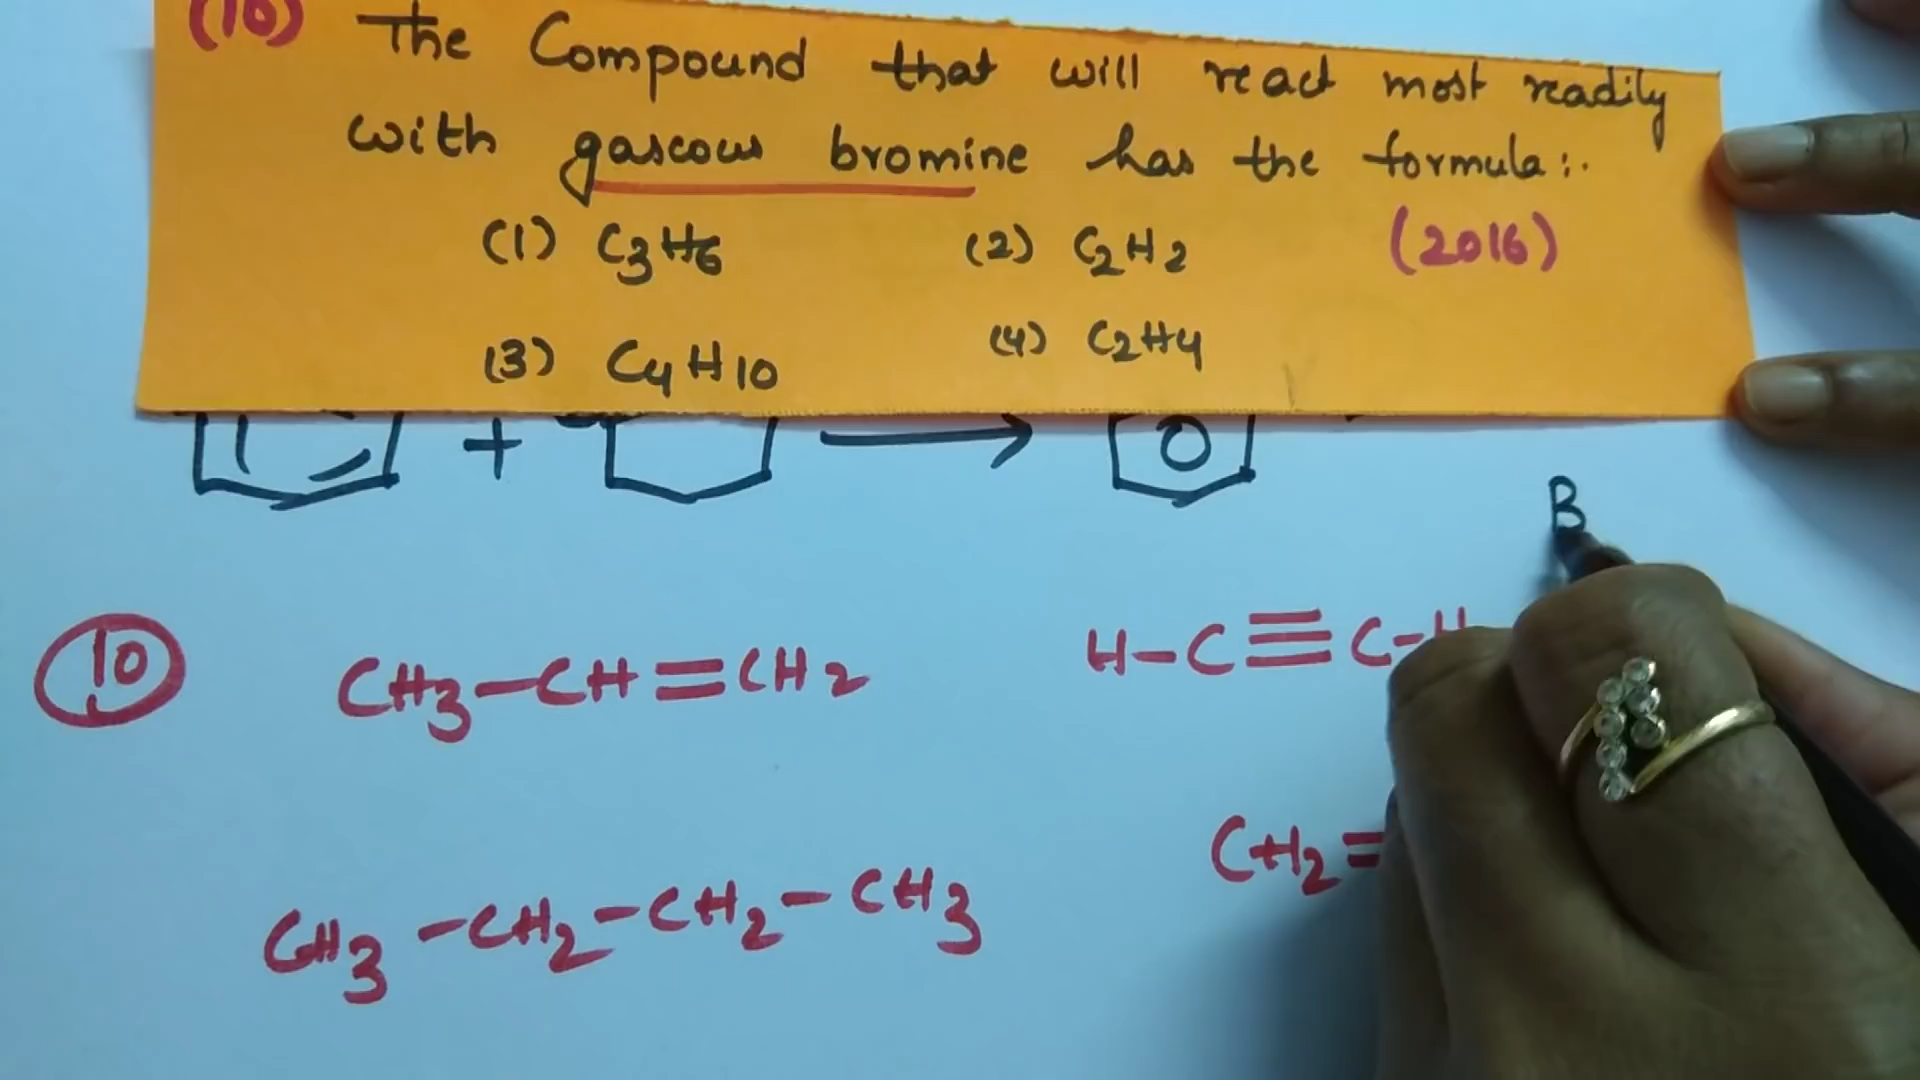 (10) The Compound that will react most readily
with gaseous bromine has the formula:.
(1) C3H6 (2) C2H2 (2016)
(3) C4H10 (4) C2H4
+ → 
B
10 CH3-CH=CH2 H-C≡C-H
CH2=
CH3-CH2-CH2-CH3